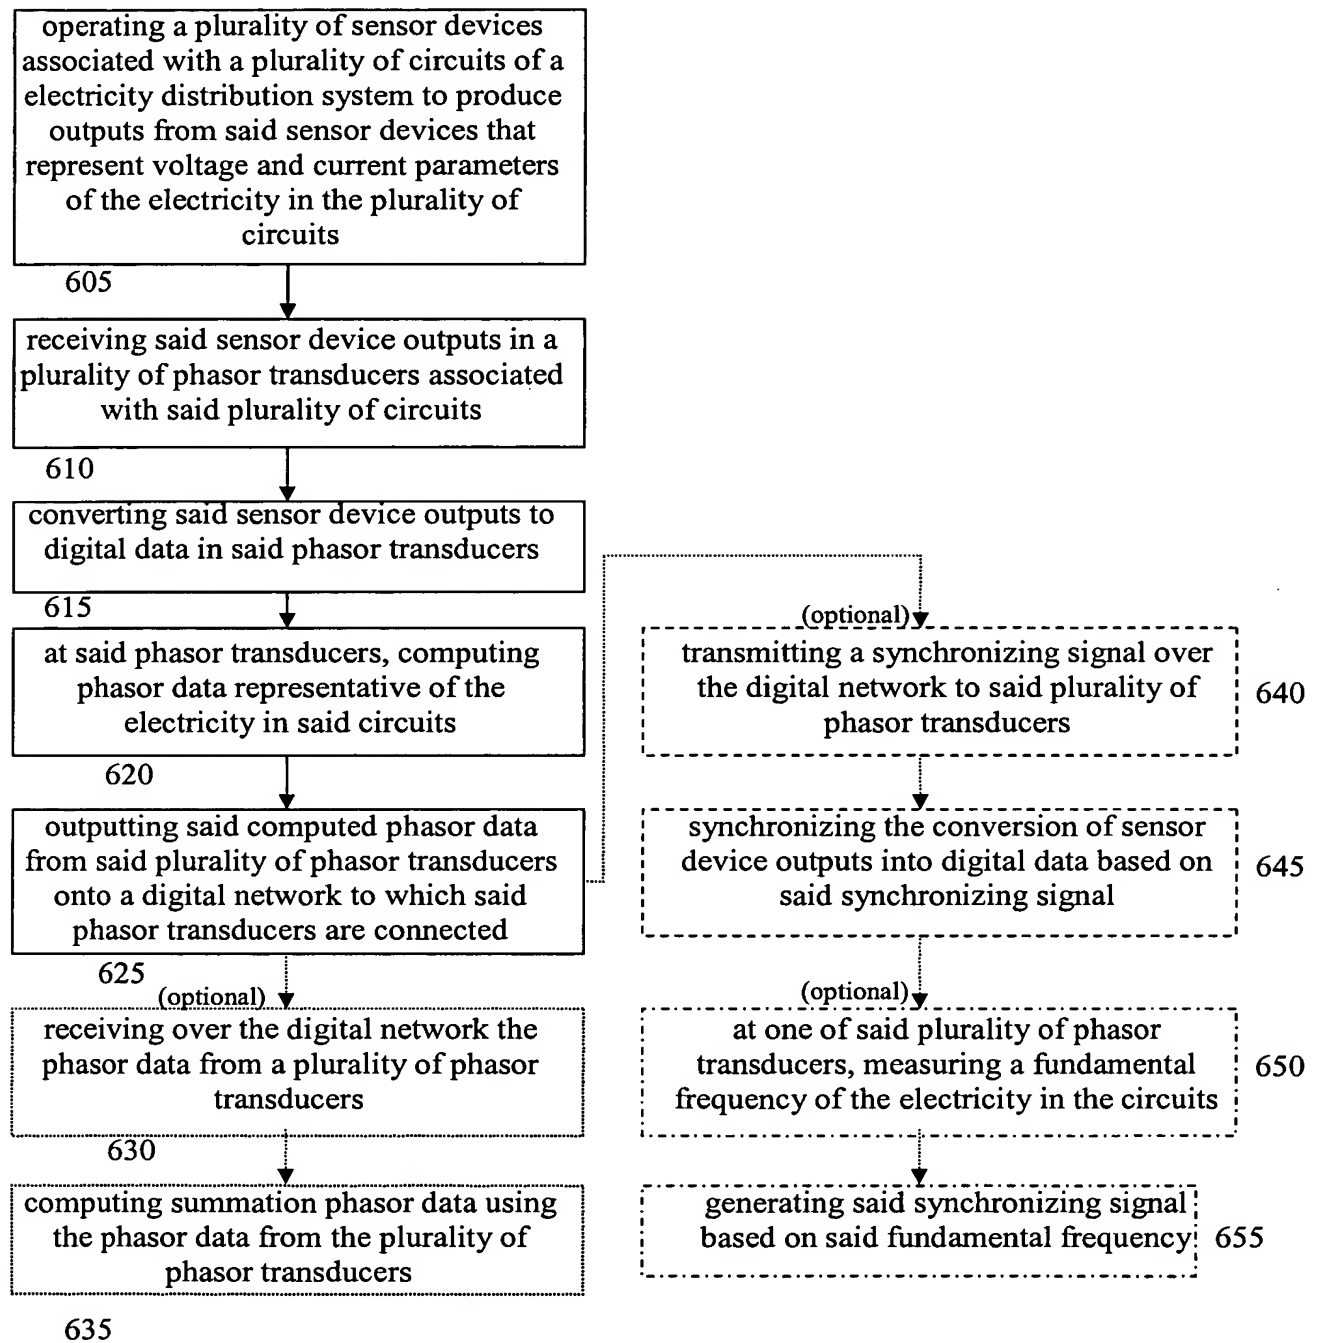 operating a plurality of sensor devices
associated with a plurality of circuits of a
electricity distribution system to produce
outputs from said sensor devices that
represent voltage and current parameters
of the electricity in the plurality of
circuits
605
receiving said sensor device outputs in a
plurality of phasor transducers associated
with said plurality of circuits
610
converting said sensor device outputs to
digital data in said phasor transducers
615
at said phasor transducers, computing
phasor data representative of the
electricity in said circuits
620
outputting said computed phasor data
from said plurality of phasor transducers
onto a digital network to which said
phasor transducers are connected
625
(optional)
receiving over the digital network the
phasor data from a plurality of phasor
transducers
630
computing summation phasor data using
the phasor data from the plurality of
phasor transducers
635
(optional)
transmitting a synchronizing signal over
the digital network to said plurality of
phasor transducers
640
synchronizing the conversion of sensor
device outputs into digital data based on
said synchronizing signal
645
(optional)
at one of said plurality of phasor
transducers, measuring a fundamental
frequency of the electricity in the circuits
650
generating said synchronizing signal
based on said fundamental frequency
655